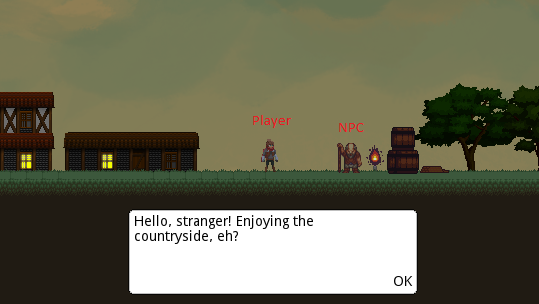 Player
NPC
Hello, stranger! Enjoying the
countryside, eh?
OK